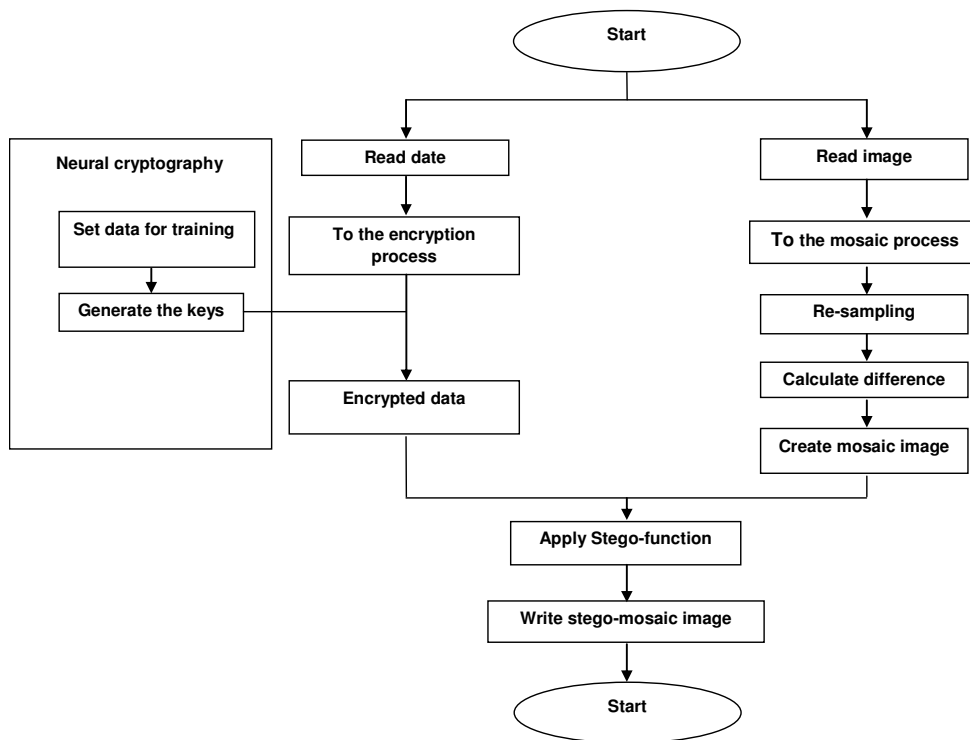 Start
Read date
Read image
Neural cryptography
Set data for training
To the encryption
process
To the mosaic process
Generate the keys
Re-sampling
Calculate difference
Encrypted data
Create mosaic image
Apply Stego-function
Write stego-mosaic image
Start